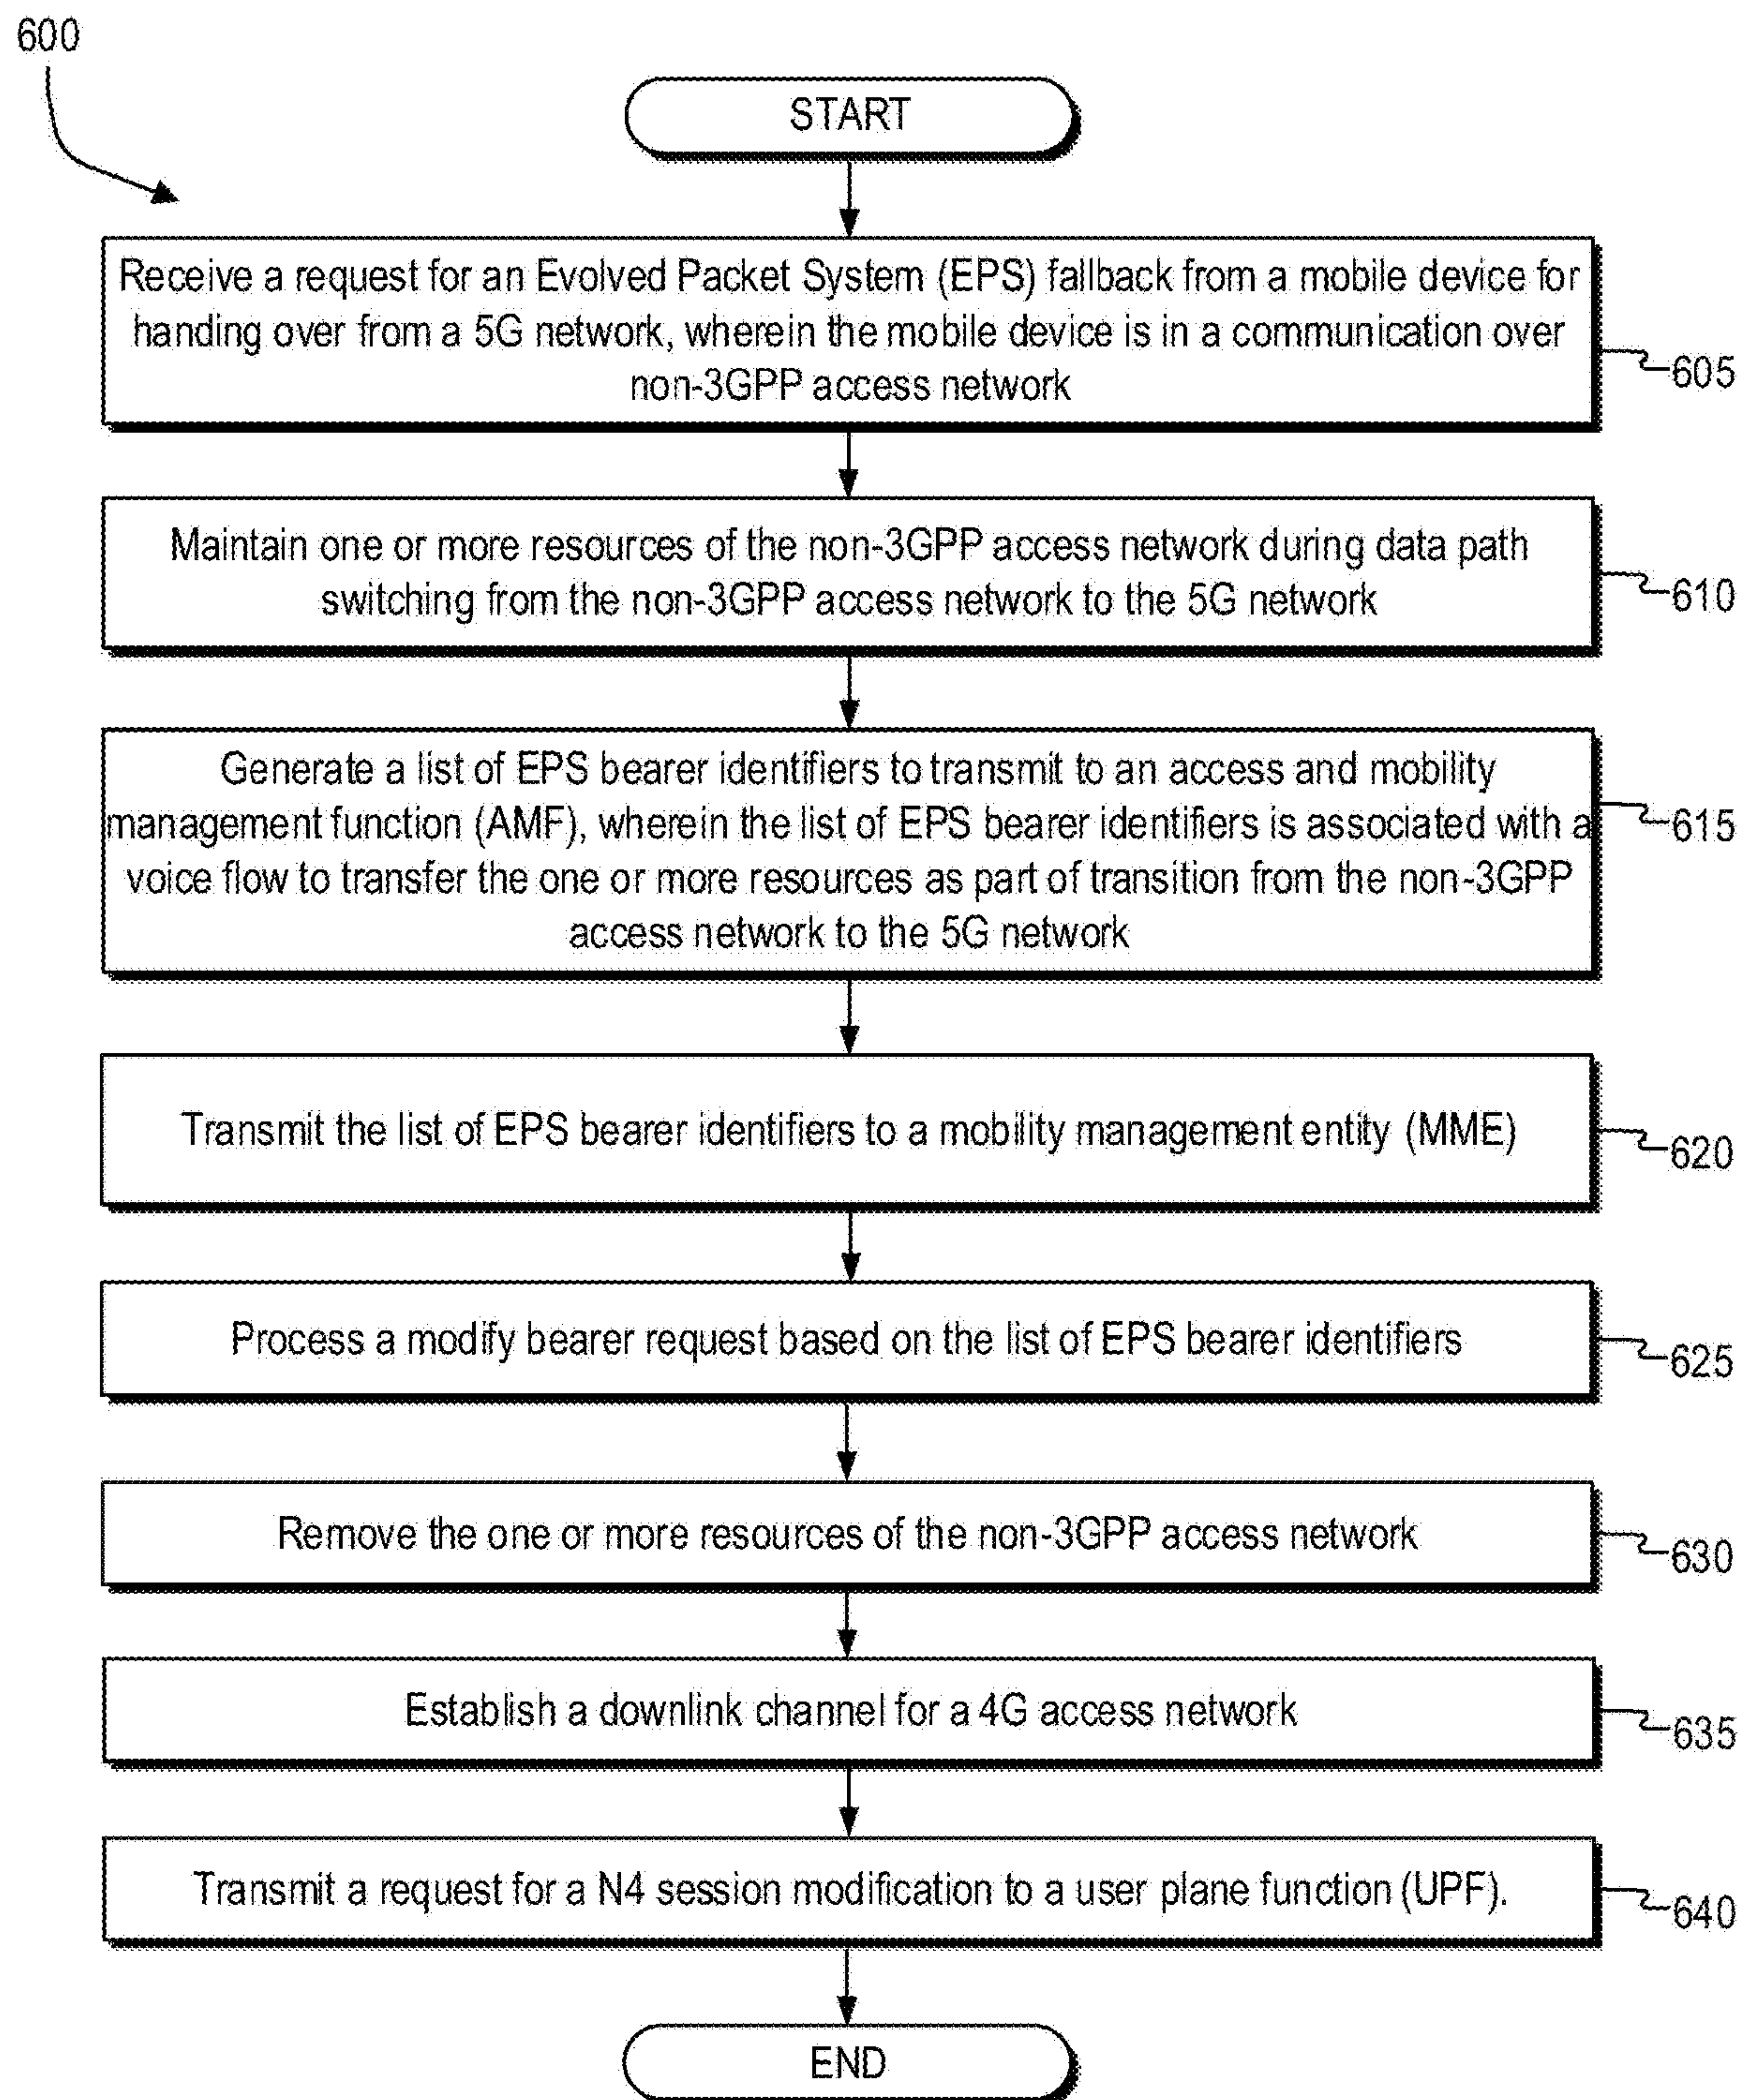 600
START
Receive a request for an Evolved Packet System (EPS) fallback from a mobile device for
handing over from a 5G network, wherein the mobile device is in a communication over
non-3GPP access network
605
Maintain one or more resources of the non-3GPP access network during data path
switching from the non-3GPP access network to the 5G network
610
Generate a list of EPS bearer identifiers to transmit to an access and mobility
management function (AMF), wherein the list of EPS bearer identifiers is associated with a
voice flow to transfer the one or more resources as part of transition from the non-3GPP
access network to the 5G network
615
Transmit the list of EPS bearer identifiers to a mobility management entity (MME)
620
Process a modify bearer request based on the list of EPS bearer identifiers
625
Remove the one or more resources of the non-3GPP access network
630
Establish a downlink channel for a 4G access network
635
Transmit a request for a N4 session modification to a user plane function (UPF).
640
END